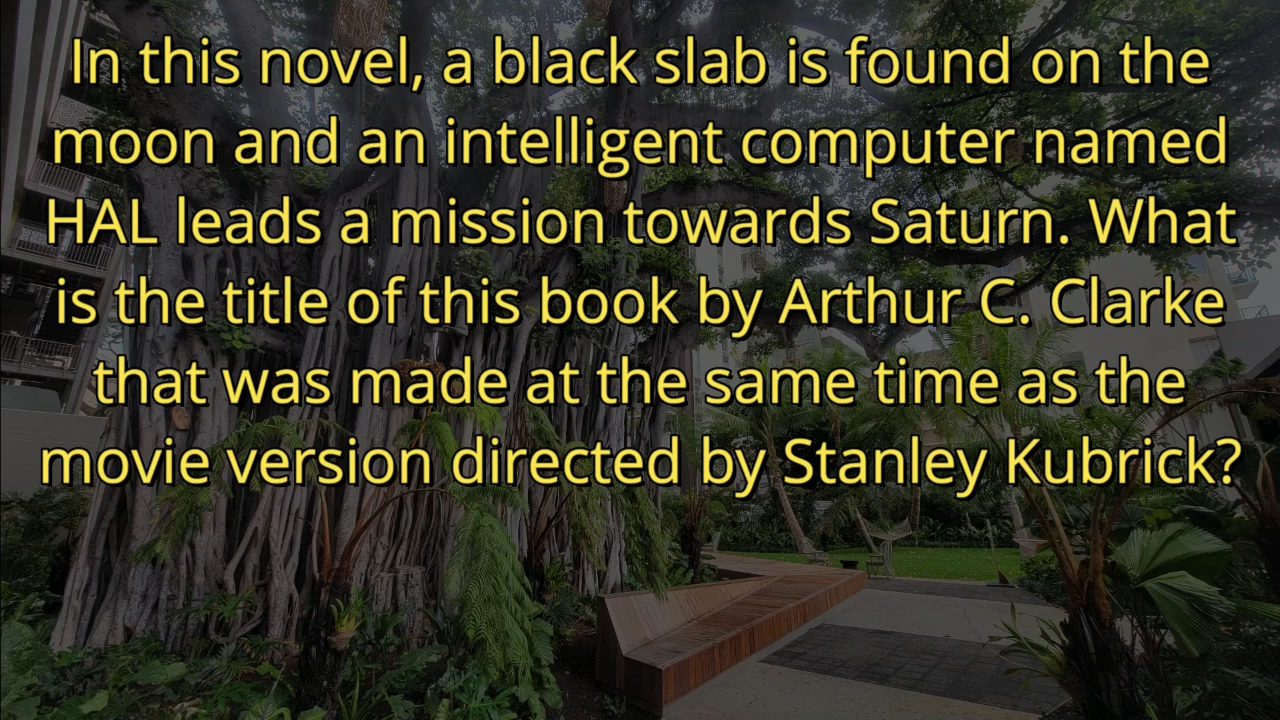 In this novel, a black slab is found on the
moon and an intelligent computer named
HAL leads a mission towards Saturn. What
is the title of this book by Arthur C. Clarke
that was made at the same time as the
movie version directed by Stanley Kubrick?